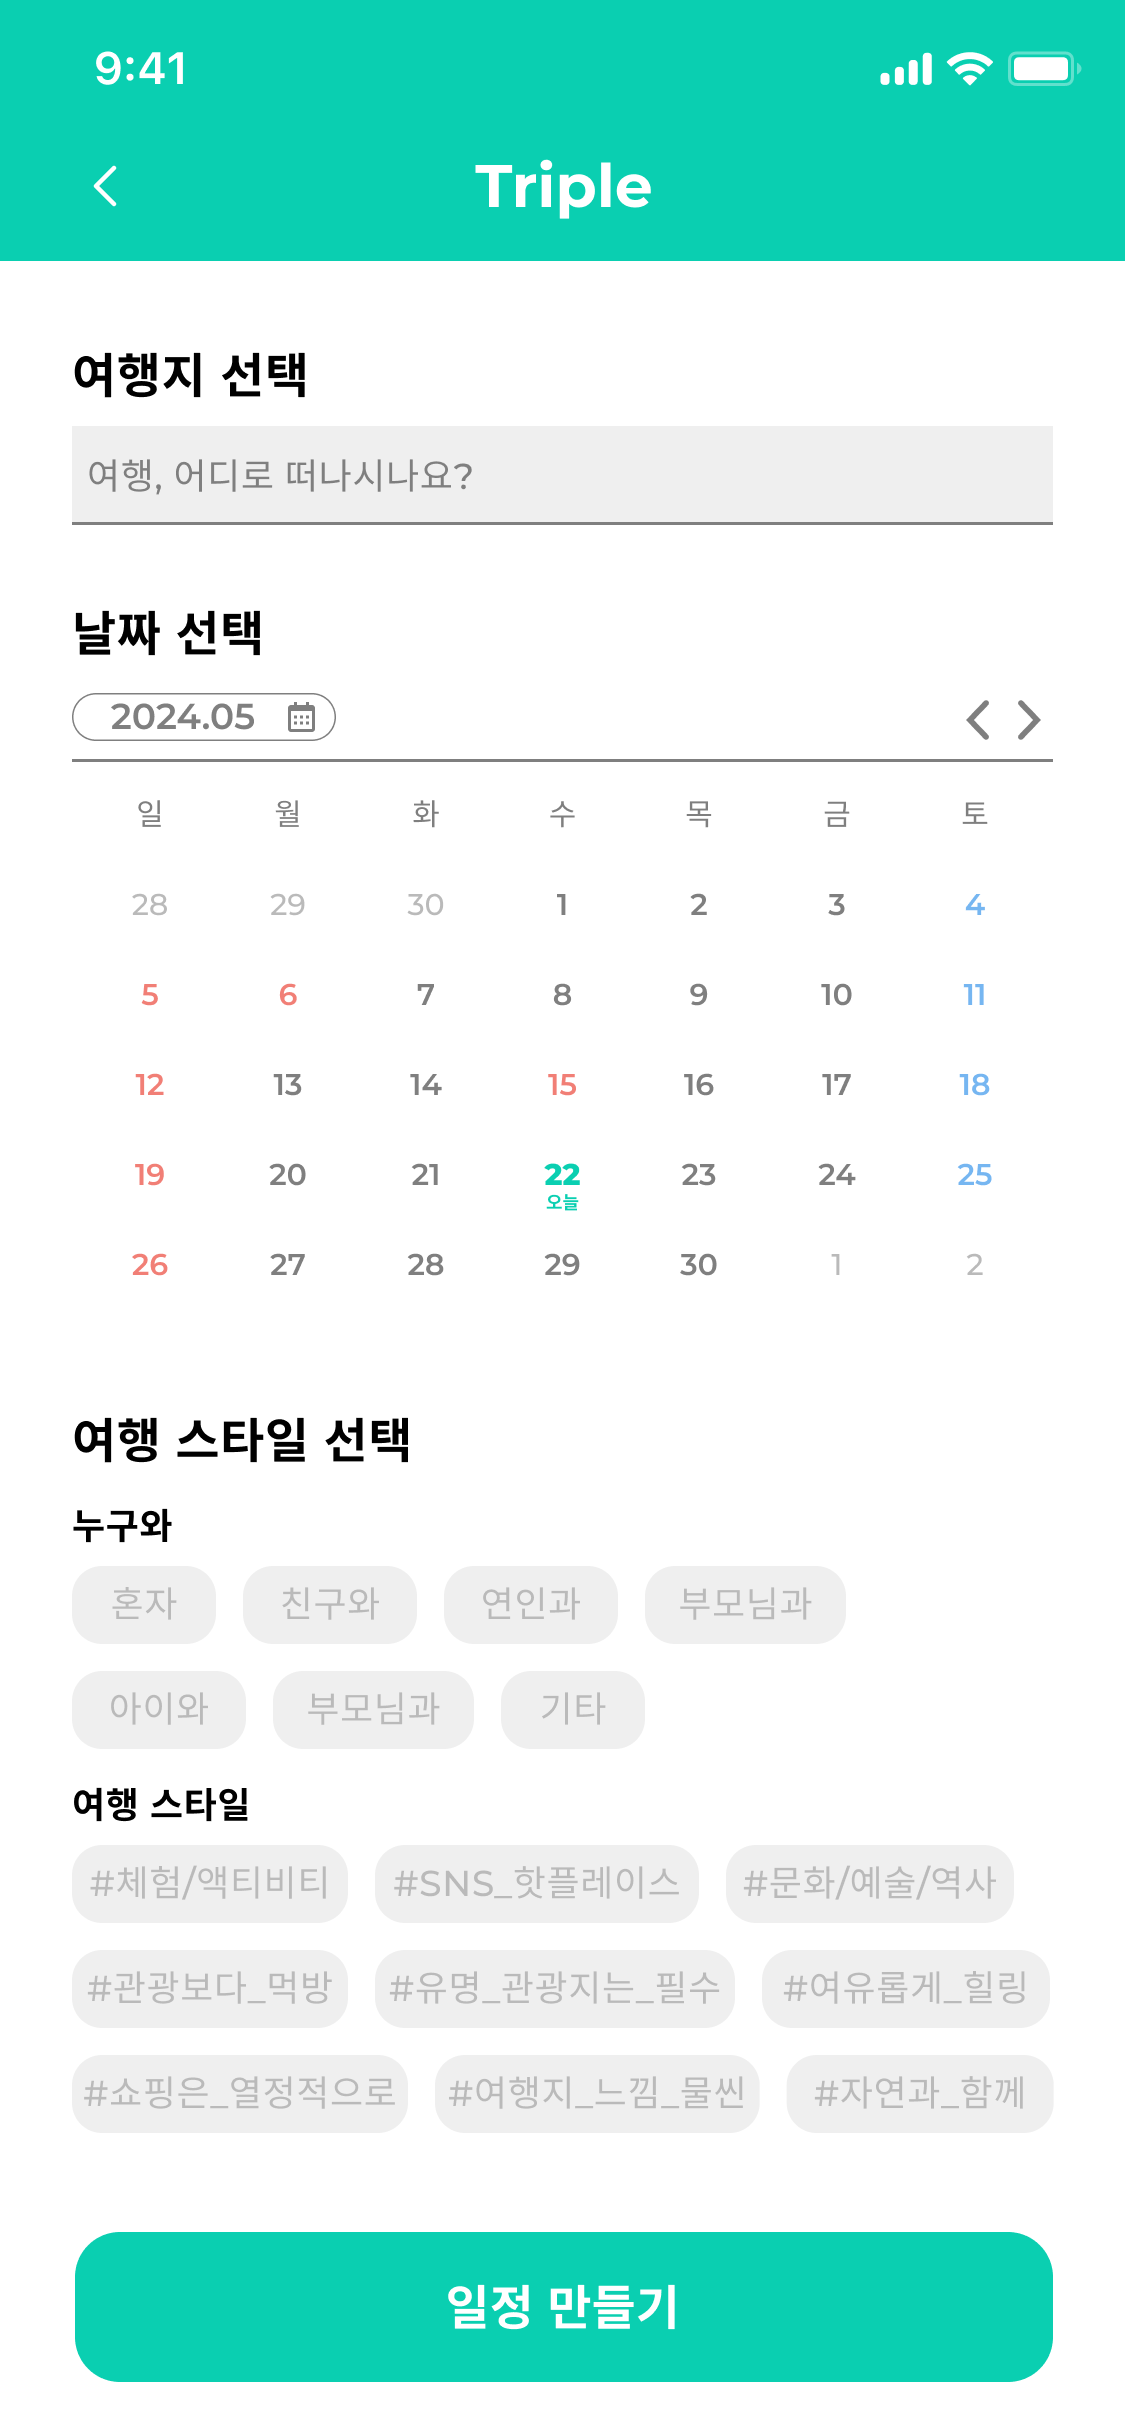 9:41
Triple
여행지 선택
여행, 어디로 떠나시나요?
날짜 선택
2024.05
일 월 화 수 목 금 토
28 29 30 1 2 3 4
5 6 7 8 9 10 11
12 13 14 15 16 17 18
19 20 21 22 23 24 25
오늘
26 27 28 29 30 1 2
여행 스타일 선택
누구와
혼자 친구와 연인과 부모님과
아이와 부모님과 기타
여행 스타일
#체험/액티비티 #SNS_핫플레이스 #문화/예술/역사
#관광보다_먹방 #유명_관광지는_필수 #여유롭게_힐링
#쇼핑은_열정적으로 #여행지_느낌_물씬 #자연과_함께
일정 만들기